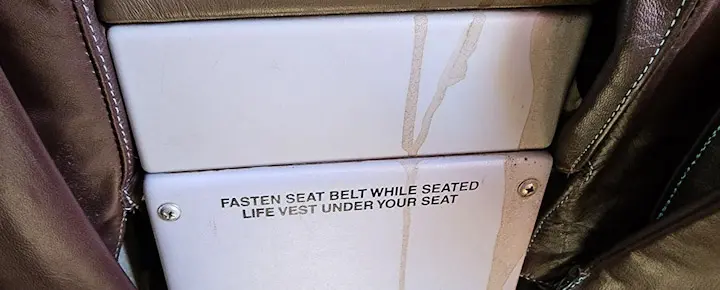 FASTEN SEAT BELT WHILE SEATED
LIFE VEST UNDER YOUR SEAT